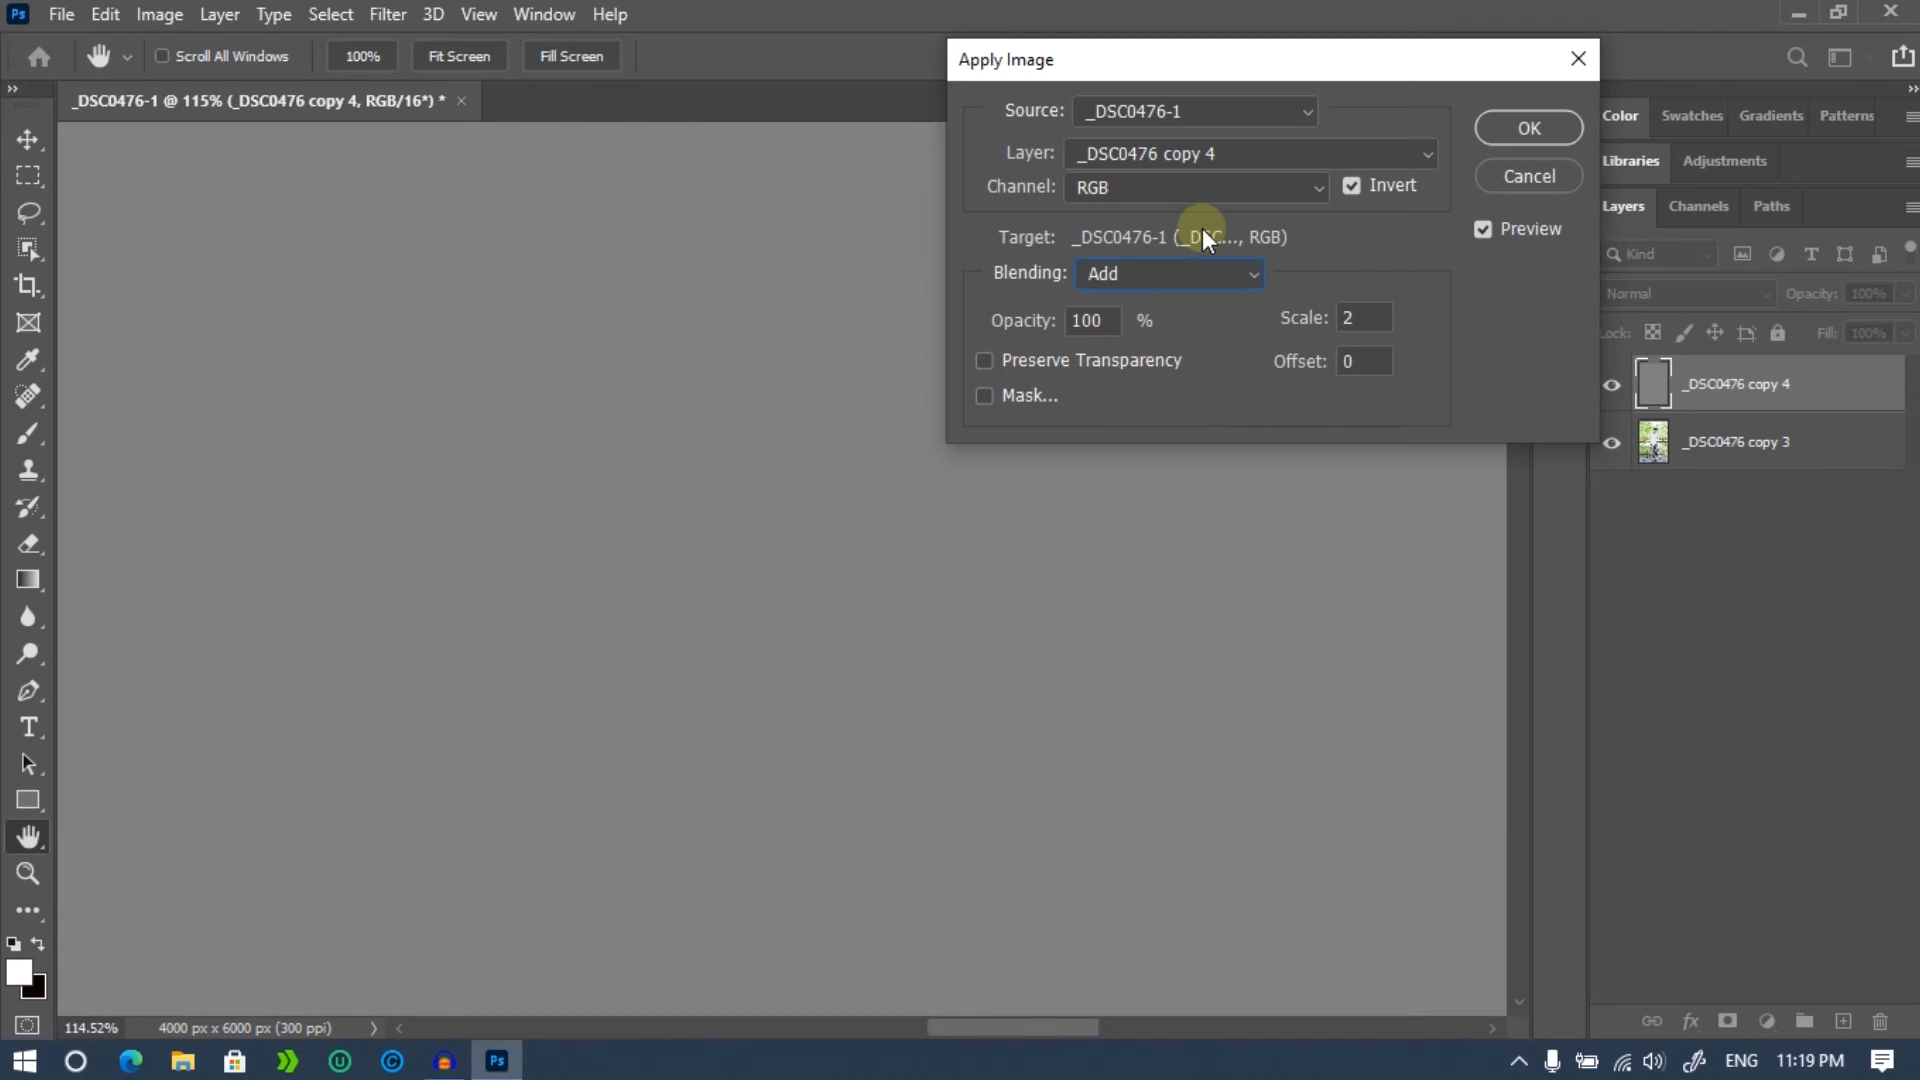 Ps File Edit Image Layer Type Select Filter 3D View Window Help
Scroll All Windows 100% Fit Screen Fill Screen
_DSC0476-1 @ 115% (_DSC0476 copy 4, RGB/16*) * ×
Apply Image
Source: _DSC0476-1
Layer: _DSC0476 copy 4
Channel: RGB Invert
Target: _DSC0476-1 (_DSC..., RGB)
Blending: Add
Opacity: 100 % Scale: 2
Preserve Transparency Offset: 0
Mask...
OK
Cancel
Preview
Color Swatches Gradients Patterns
Libraries Adjustments
Layers Channels Paths
Kind
Normal Opacity: 100%
Lock: Fill: 100%
_DSC0476 copy 4
_DSC0476 copy 3
114.52% 4000 px x 6000 px (300 ppi)
ENG 11:19 PM